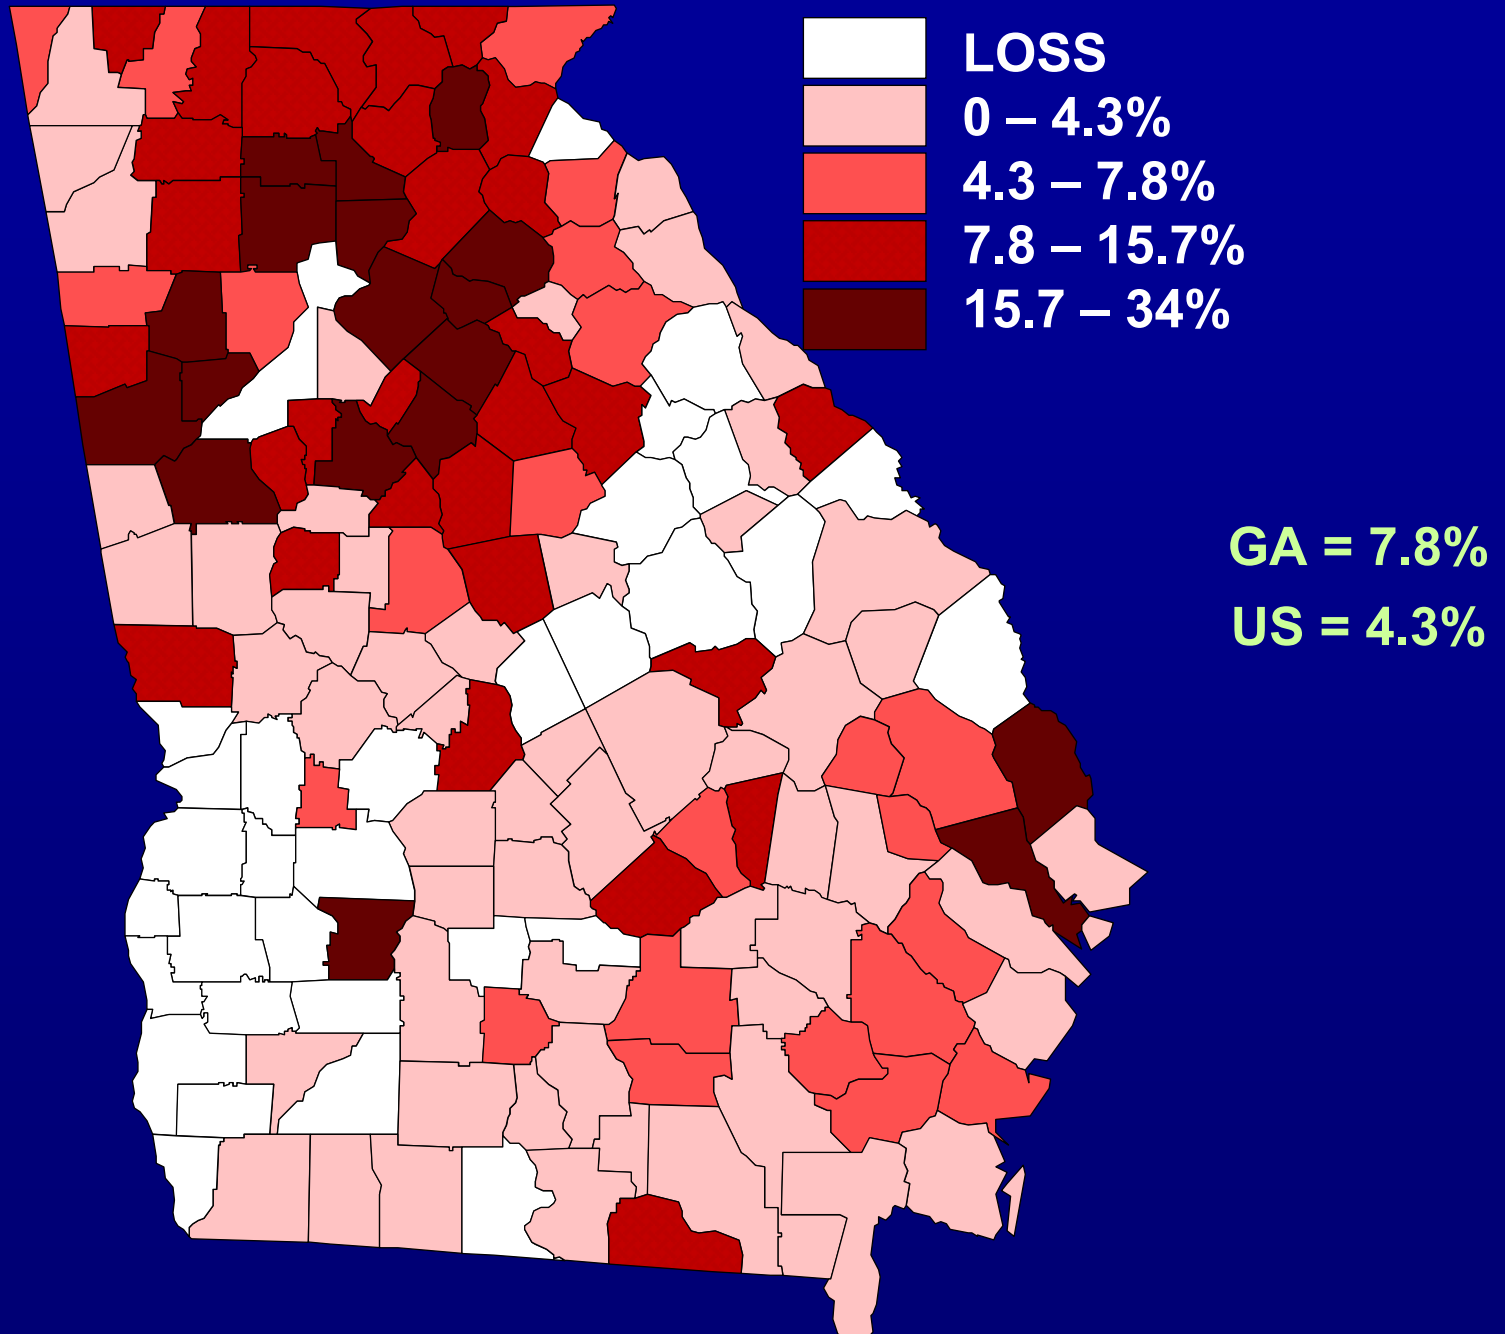 LOSS
0 – 4.3%
4.3 – 7.8%
7.8 – 15.7%
15.7 – 34%
GA = 7.8%
US = 4.3%